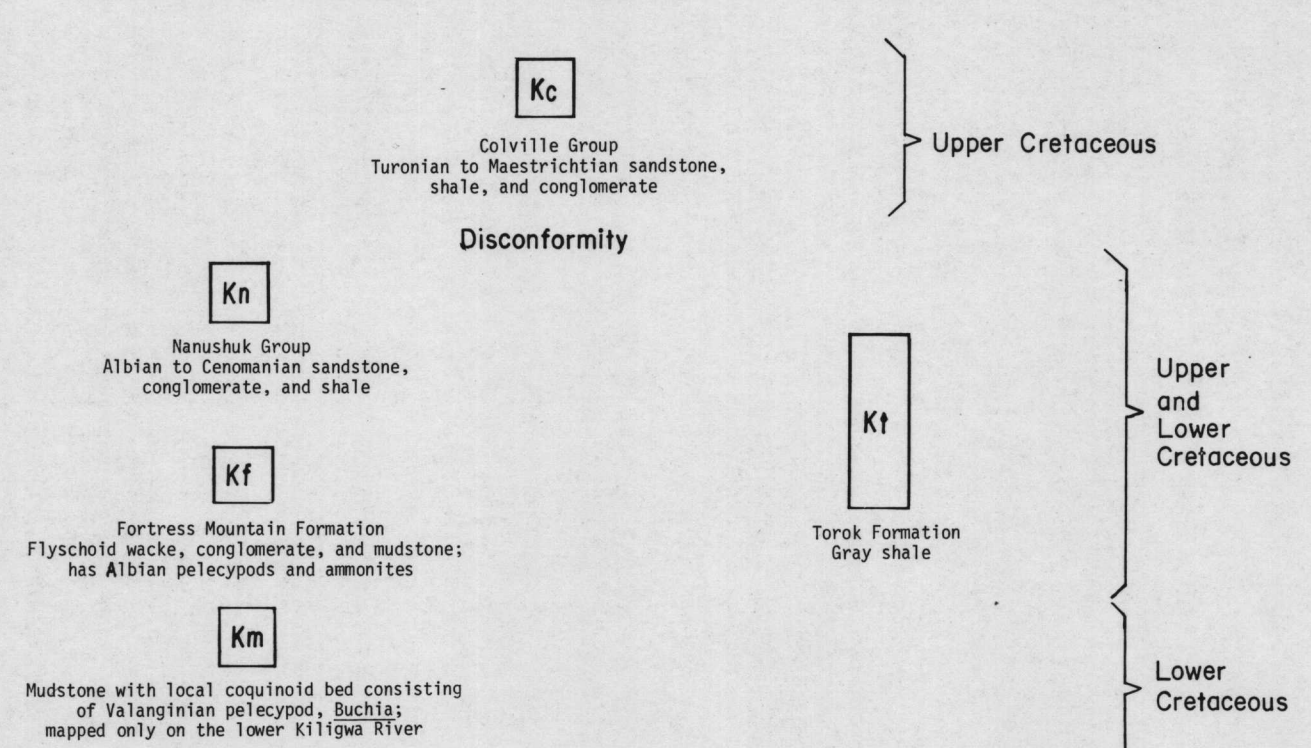 Kc
Colville Group
Turonian to Maestrichtian sandstone,
shale, and conglomerate
Upper Cretaceous
Disconformity
Kn
Nanushuk Group
Albian to Cenomanian sandstone,
conglomerate, and shale
Kt
Torok Formation
Gray shale
Upper
and
Lower
Cretaceous
Kf
Fortress Mountain Formation
Flyschoid wacke, conglomerate, and mudstone;
has Albian pelecypods and ammonites
Km
Mudstone with local coquinoid bed consisting
of Valanginian pelecypod, Buchia;
mapped only on the lower Kiligwa River
Lower
Cretaceous